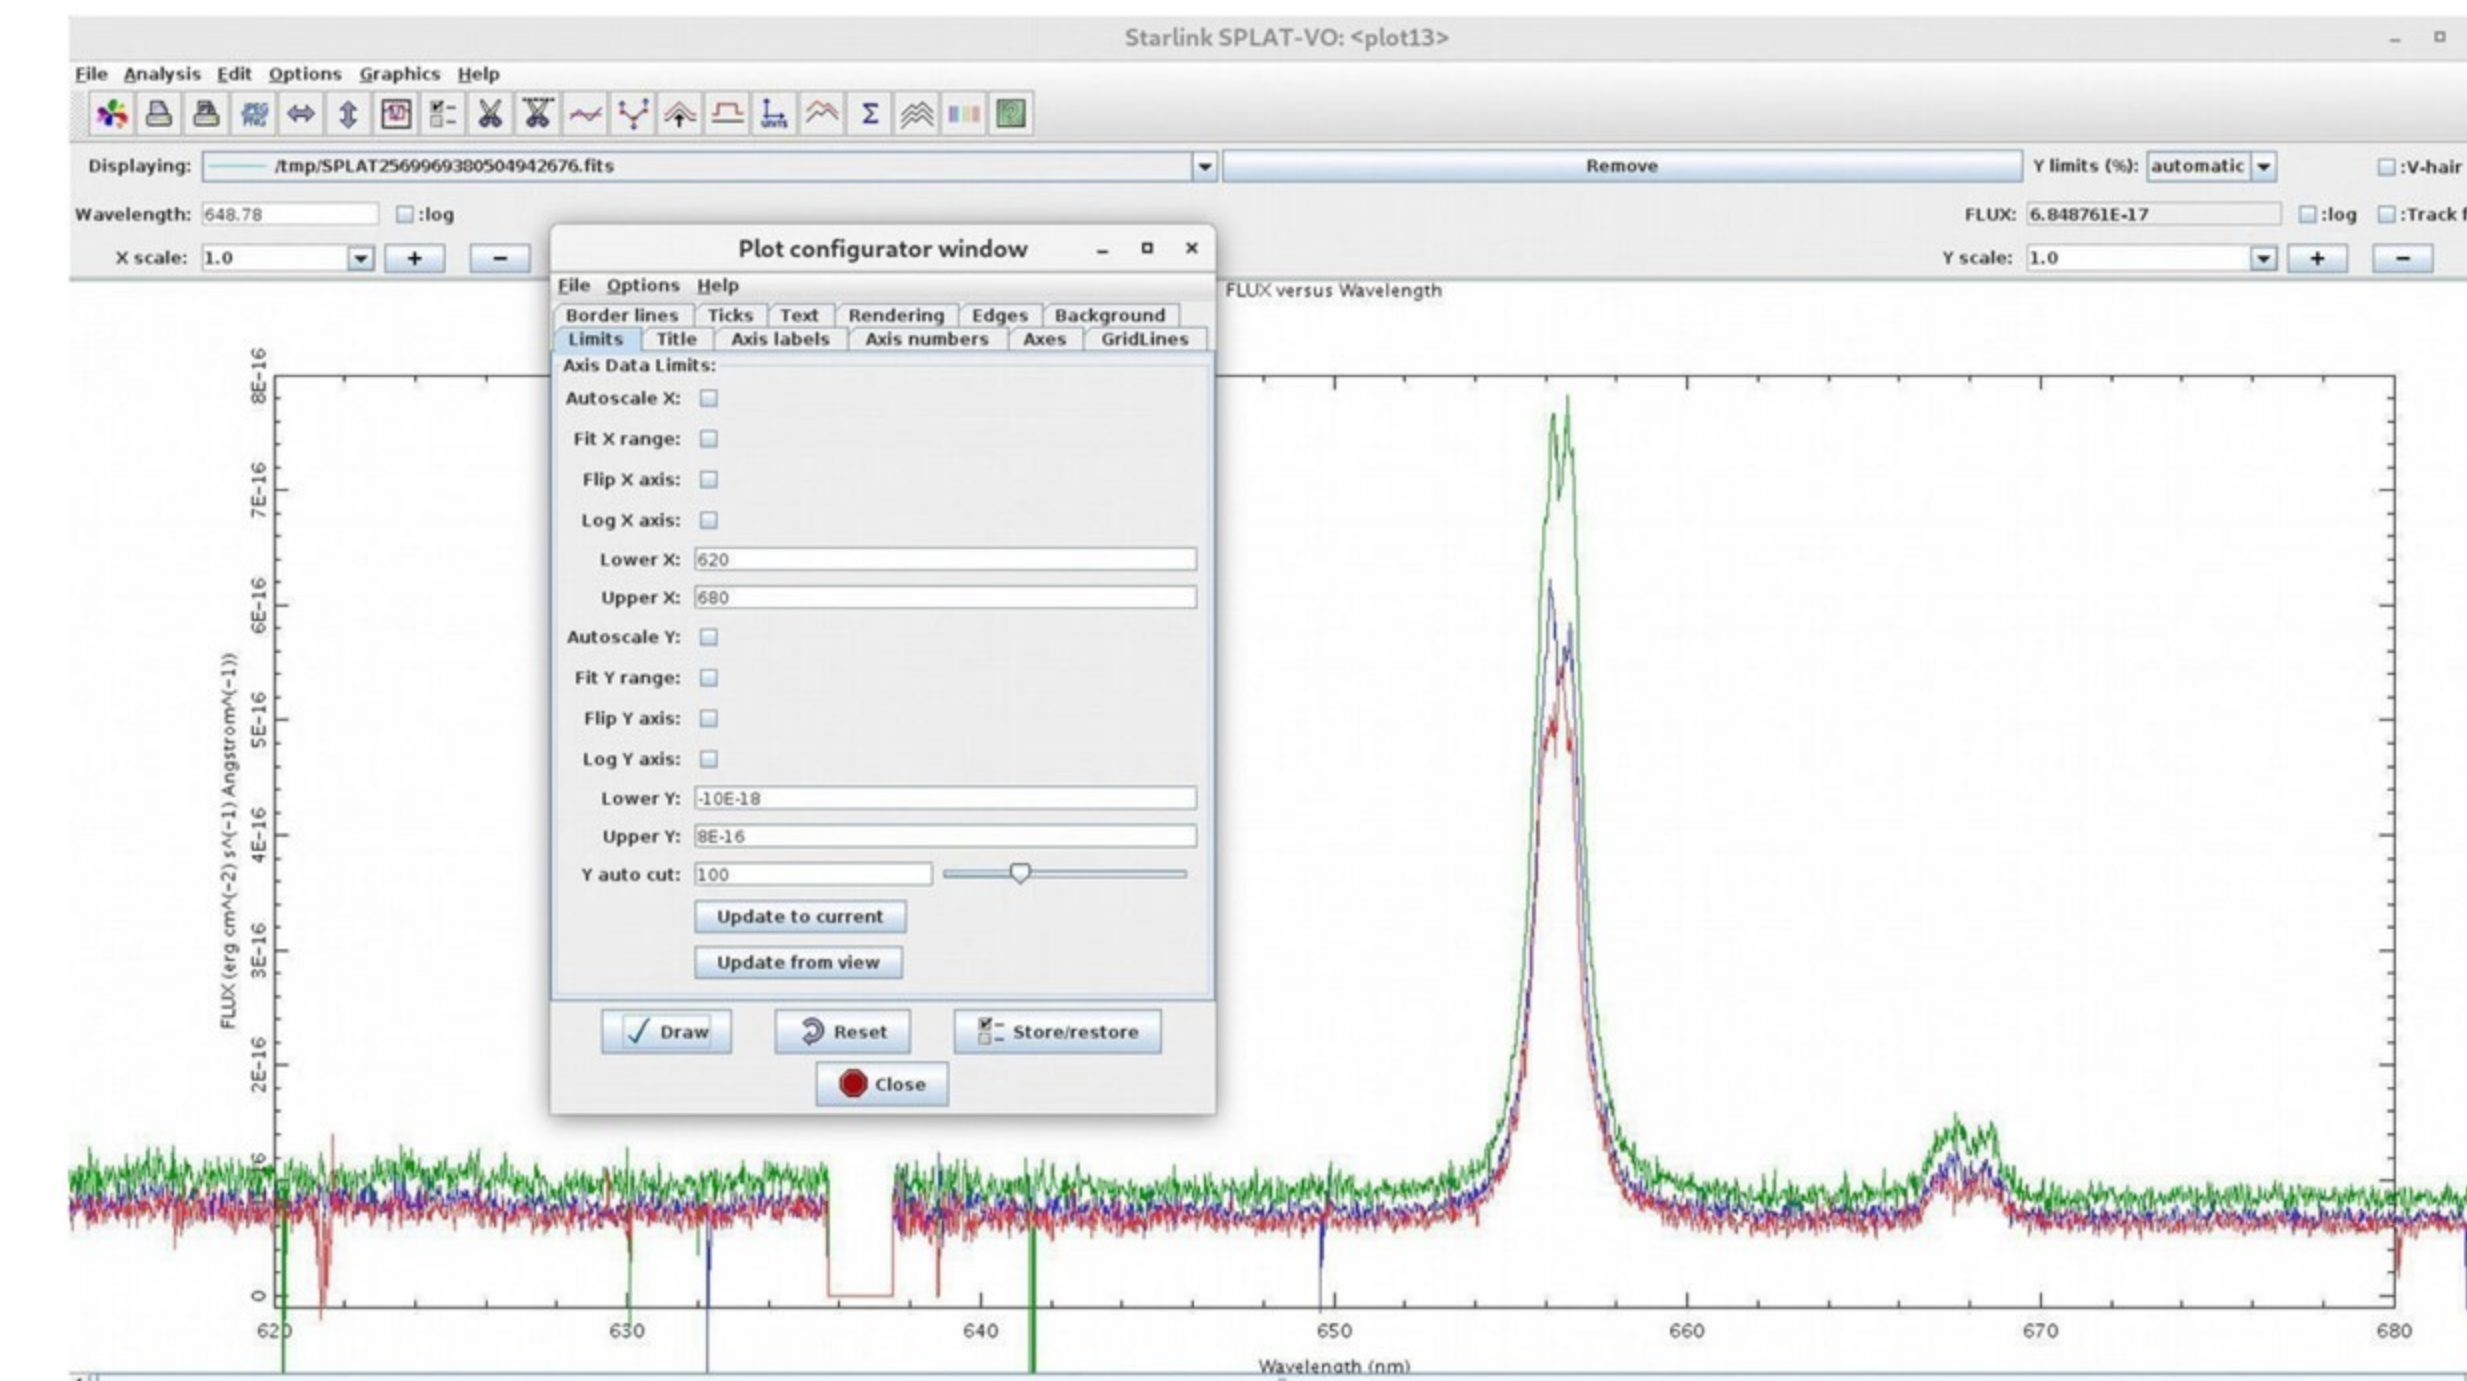 Starlink SPLAT-VO: <plot13>
File Analysis Edit Options Graphics Help
JPEG PNG
UNITS
Displaying: /tmp/SPLAT2569969380504942676.fits Remove Y limits (%): automatic :V-hair
Wavelength: 648.78 :log FLUX: 6.848761E-17 :log :Track f
X scale: 1.0 + − Y scale: 1.0 + −
FLUX versus Wavelength
Plot configurator window
File Options Help
Border lines Ticks Text Rendering Edges Background
Limits Title Axis labels Axis numbers Axes GridLines
Axis Data Limits:
Autoscale X:
Fit X range:
Flip X axis:
Log X axis:
Lower X: 620
Upper X: 680
Autoscale Y:
Fit Y range:
Flip Y axis:
Log Y axis:
Lower Y: -10E-18
Upper Y: 8E-16
Y auto cut: 100
Update to current
Update from view
Draw Reset Store/restore
Close
FLUX (erg cm^(−2) s^(−1) Angstrom^(−1))
8E−16
7E−16
6E−16
5E−16
4E−16
3E−16
2E−16
0
620 630 640 650 660 670 680
Wavelength (nm)